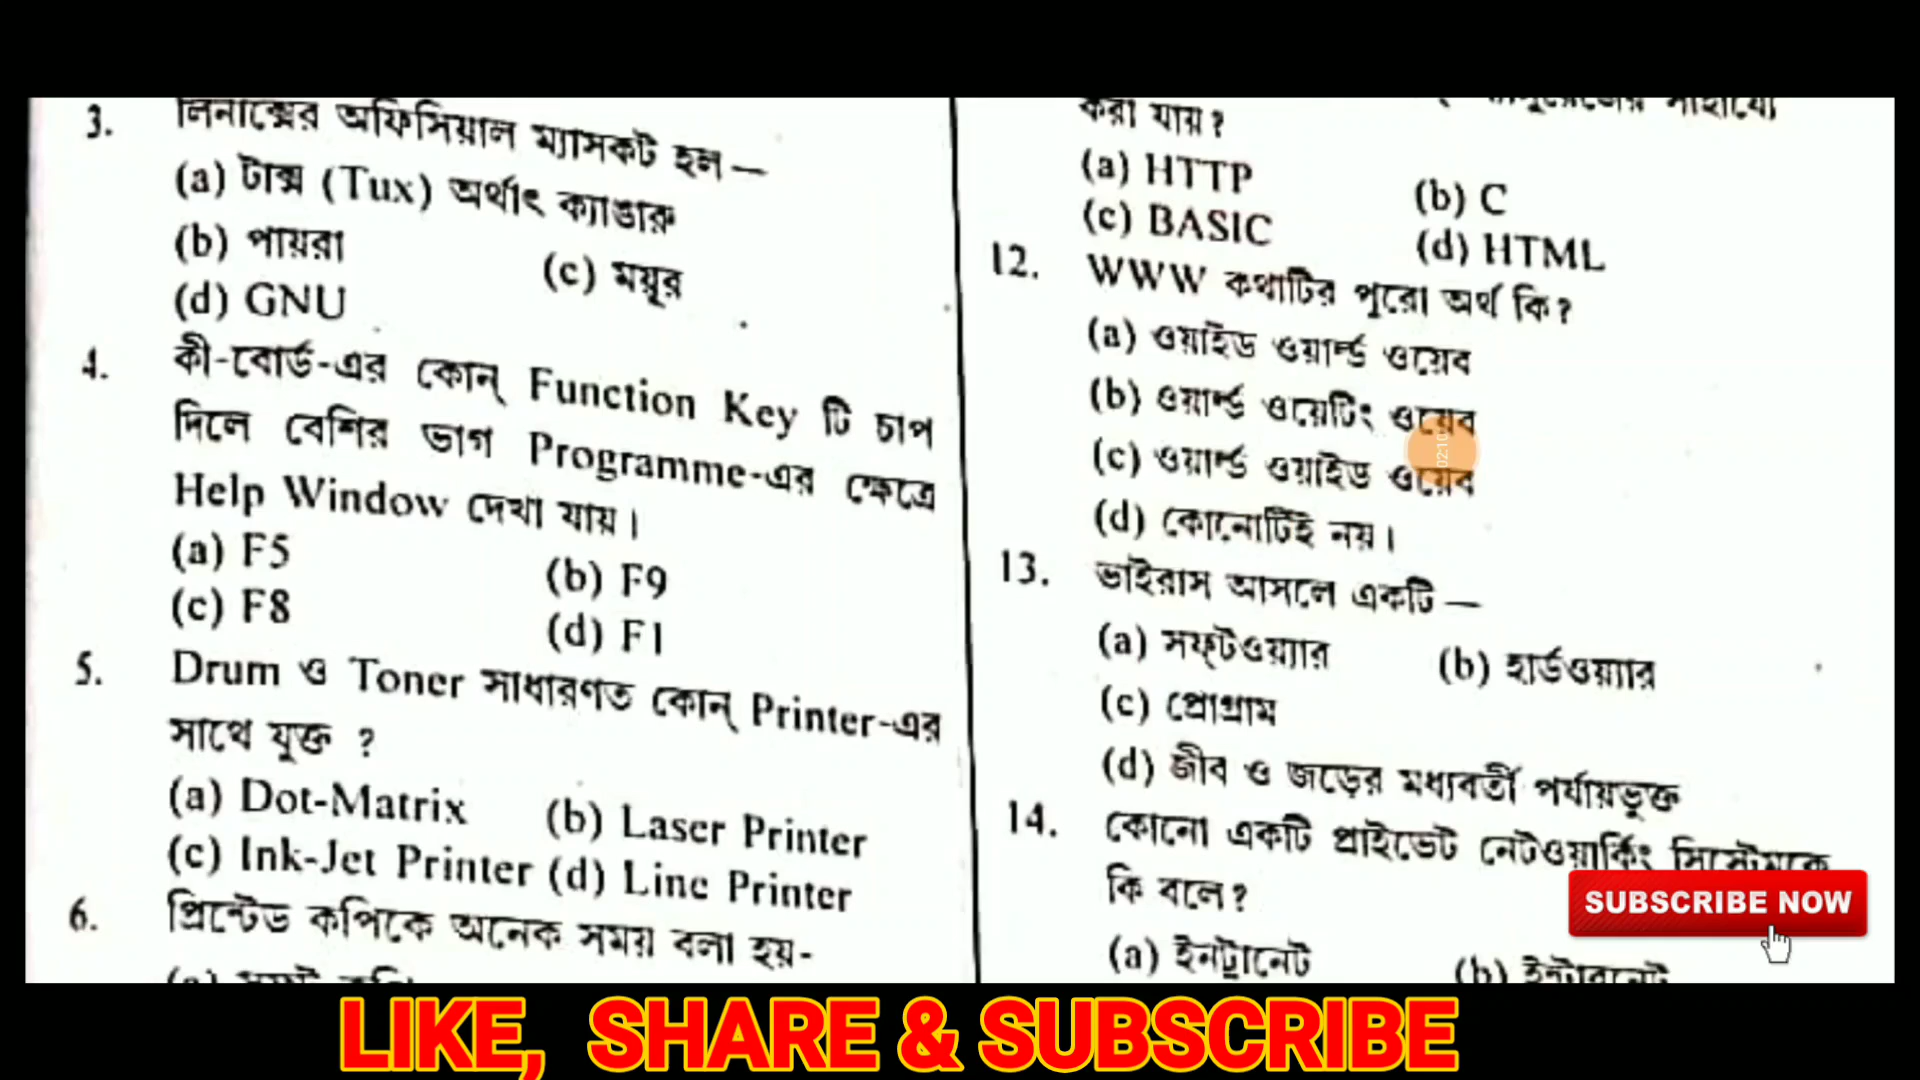 3. লিনাক্সের অফিসিয়াল ম্যাসকট হল —
(a) টাক্স (Tux) অর্থাৎ ক্যাঙারু
(b) পায়রা (c) ময়ূর
(d) GNU
4. কী-বোর্ড-এর কোন্ Function Key টি চাপ
দিলে বেশির ভাগ Programme-এর ক্ষেত্রে
Help Window দেখা যায়।
(a) F5 (b) F9
(c) F8 (d) F1
5. Drum ও Toner সাধারণত কোন্ Printer-এর
সাথে যুক্ত ?
(a) Dot-Matrix (b) Laser Printer
(c) Ink-Jet Printer (d) Line Printer
6. প্রিন্টেড কপিকে অনেক সময় বলা হয়-
সাহায্যে
করা যায়?
(a) HTTP (b) C
(c) BASIC (d) HTML
12. WWW কথাটির পুরো অর্থ কি?
(a) ওয়াইড ওয়ার্ল্ড ওয়েব
(b) ওয়ার্ল্ড ওয়েটিং ওয়েব
(c) ওয়ার্ল্ড ওয়াইড ওয়েব
(d) কোনোটিই নয়।
13. ভাইরাস আসলে একটি —
(a) সফ্‌টওয়্যার (b) হার্ডওয়্যার
(c) প্রোগ্রাম
(d) জীব ও জড়ের মধ্যবর্তী পর্যায়ভুক্ত
14. কোনো একটি প্রাইভেট নেটওয়ার্কিং সিস্টেমকে
কি বলে?
(a) ইনট্রানেট (b) ইন্টারনেট
02:10
SUBSCRIBE NOW
LIKE, SHARE & SUBSCRIBE